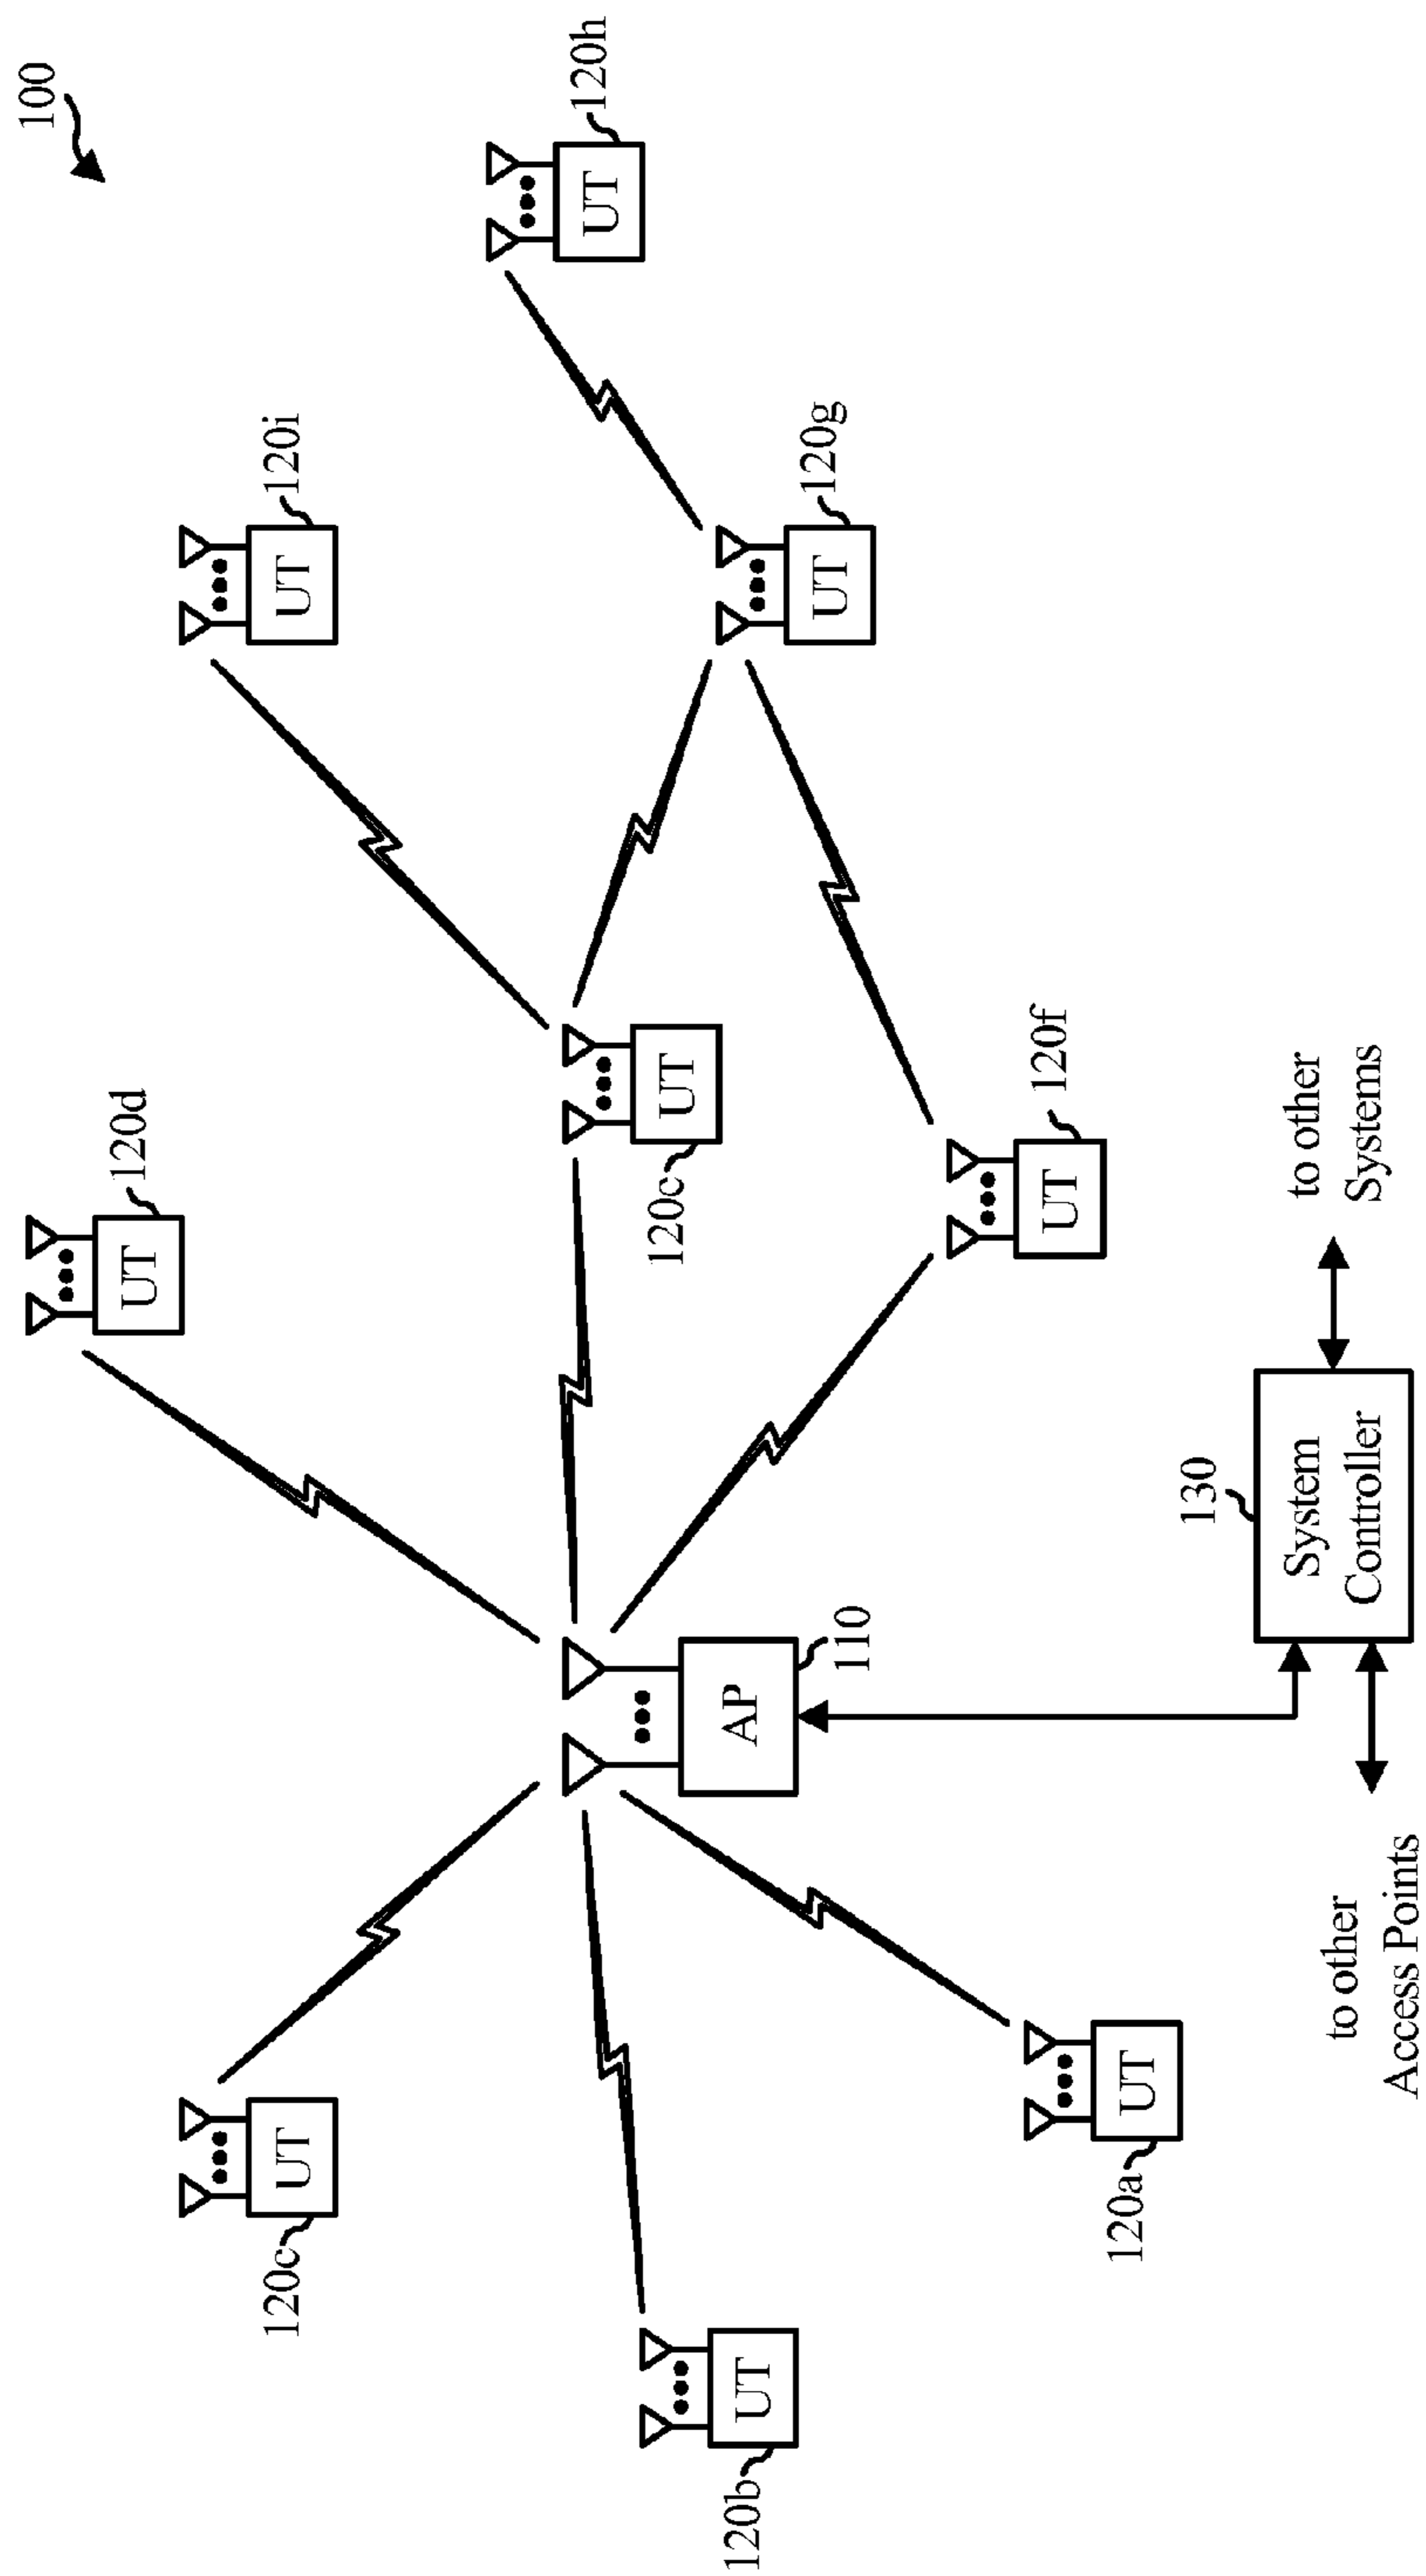 100
120d
UT
120c
UT
UT
120i
UT
120h
120c
UT
120b
UT
AP
110
UT
120g
UT
120f
120a
UT
130
System
Controller
to other
Systems
to other
Access Points